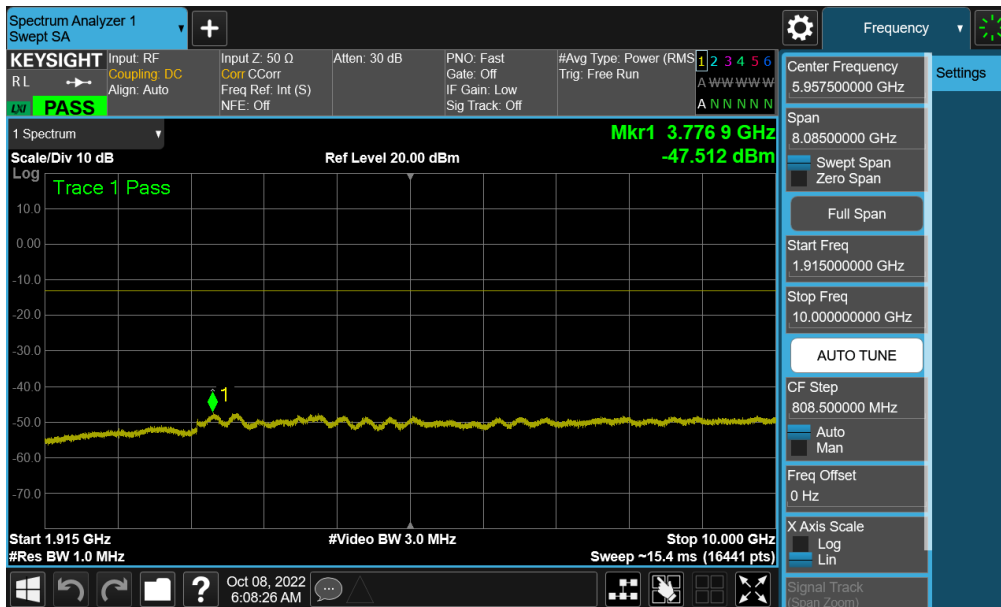 Spectrum Analyzer 1
Swept SA
Frequency
KEYSIGHT
R L
LXI
PASS
Input: RF
Coupling: DC
Align: Auto
Input Z: 50 Ω
Corr CCorr
Freq Ref: Int (S)
NFE: Off
Atten: 30 dB
PNO: Fast
Gate: Off
IF Gain: Low
Sig Track: Off
#Avg Type: Power (RMS
Trig: Free Run
1 2 3 4 5 6
A W W W W W
A N N N N N
1 Spectrum
Scale/Div 10 dB
Ref Level 20.00 dBm
Mkr1 3.776 9 GHz
-47.512 dBm
Log
Trace 1 Pass
10.0
0.00
-10.0
-20.0
-30.0
-40.0
1
-50.0
-60.0
-70.0
Start 1.915 GHz
#Video BW 3.0 MHz
Stop 10.000 GHz
#Res BW 1.0 MHz
Sweep ~15.4 ms (16441 pts)
?
Oct 08, 2022
6:08:26 AM
Center Frequency
5.957500000 GHz
Settings
Span
8.08500000 GHz
Swept Span
Zero Span
Full Span
Start Freq
1.915000000 GHz
Stop Freq
10.000000000 GHz
AUTO TUNE
CF Step
808.500000 MHz
Auto
Man
Freq Offset
0 Hz
X Axis Scale
Log
Lin
Signal Track
(Span Zoom)